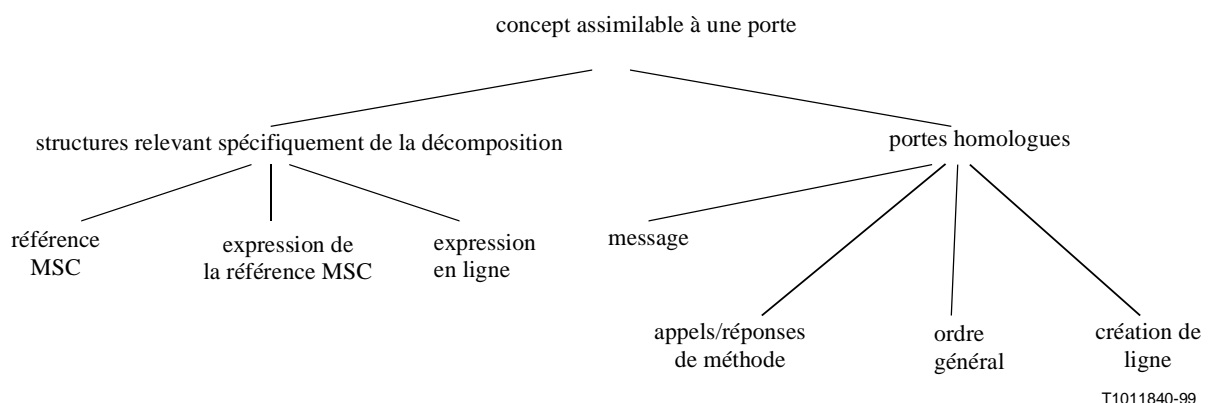 concept assimilable à une porte
structures relevant spécifiquement de la décomposition
portes homologues
référence
MSC
expression de
la référence MSC
expression
en ligne
message
appels/réponses
de méthode
ordre
général
création de
ligne
T1011840-99